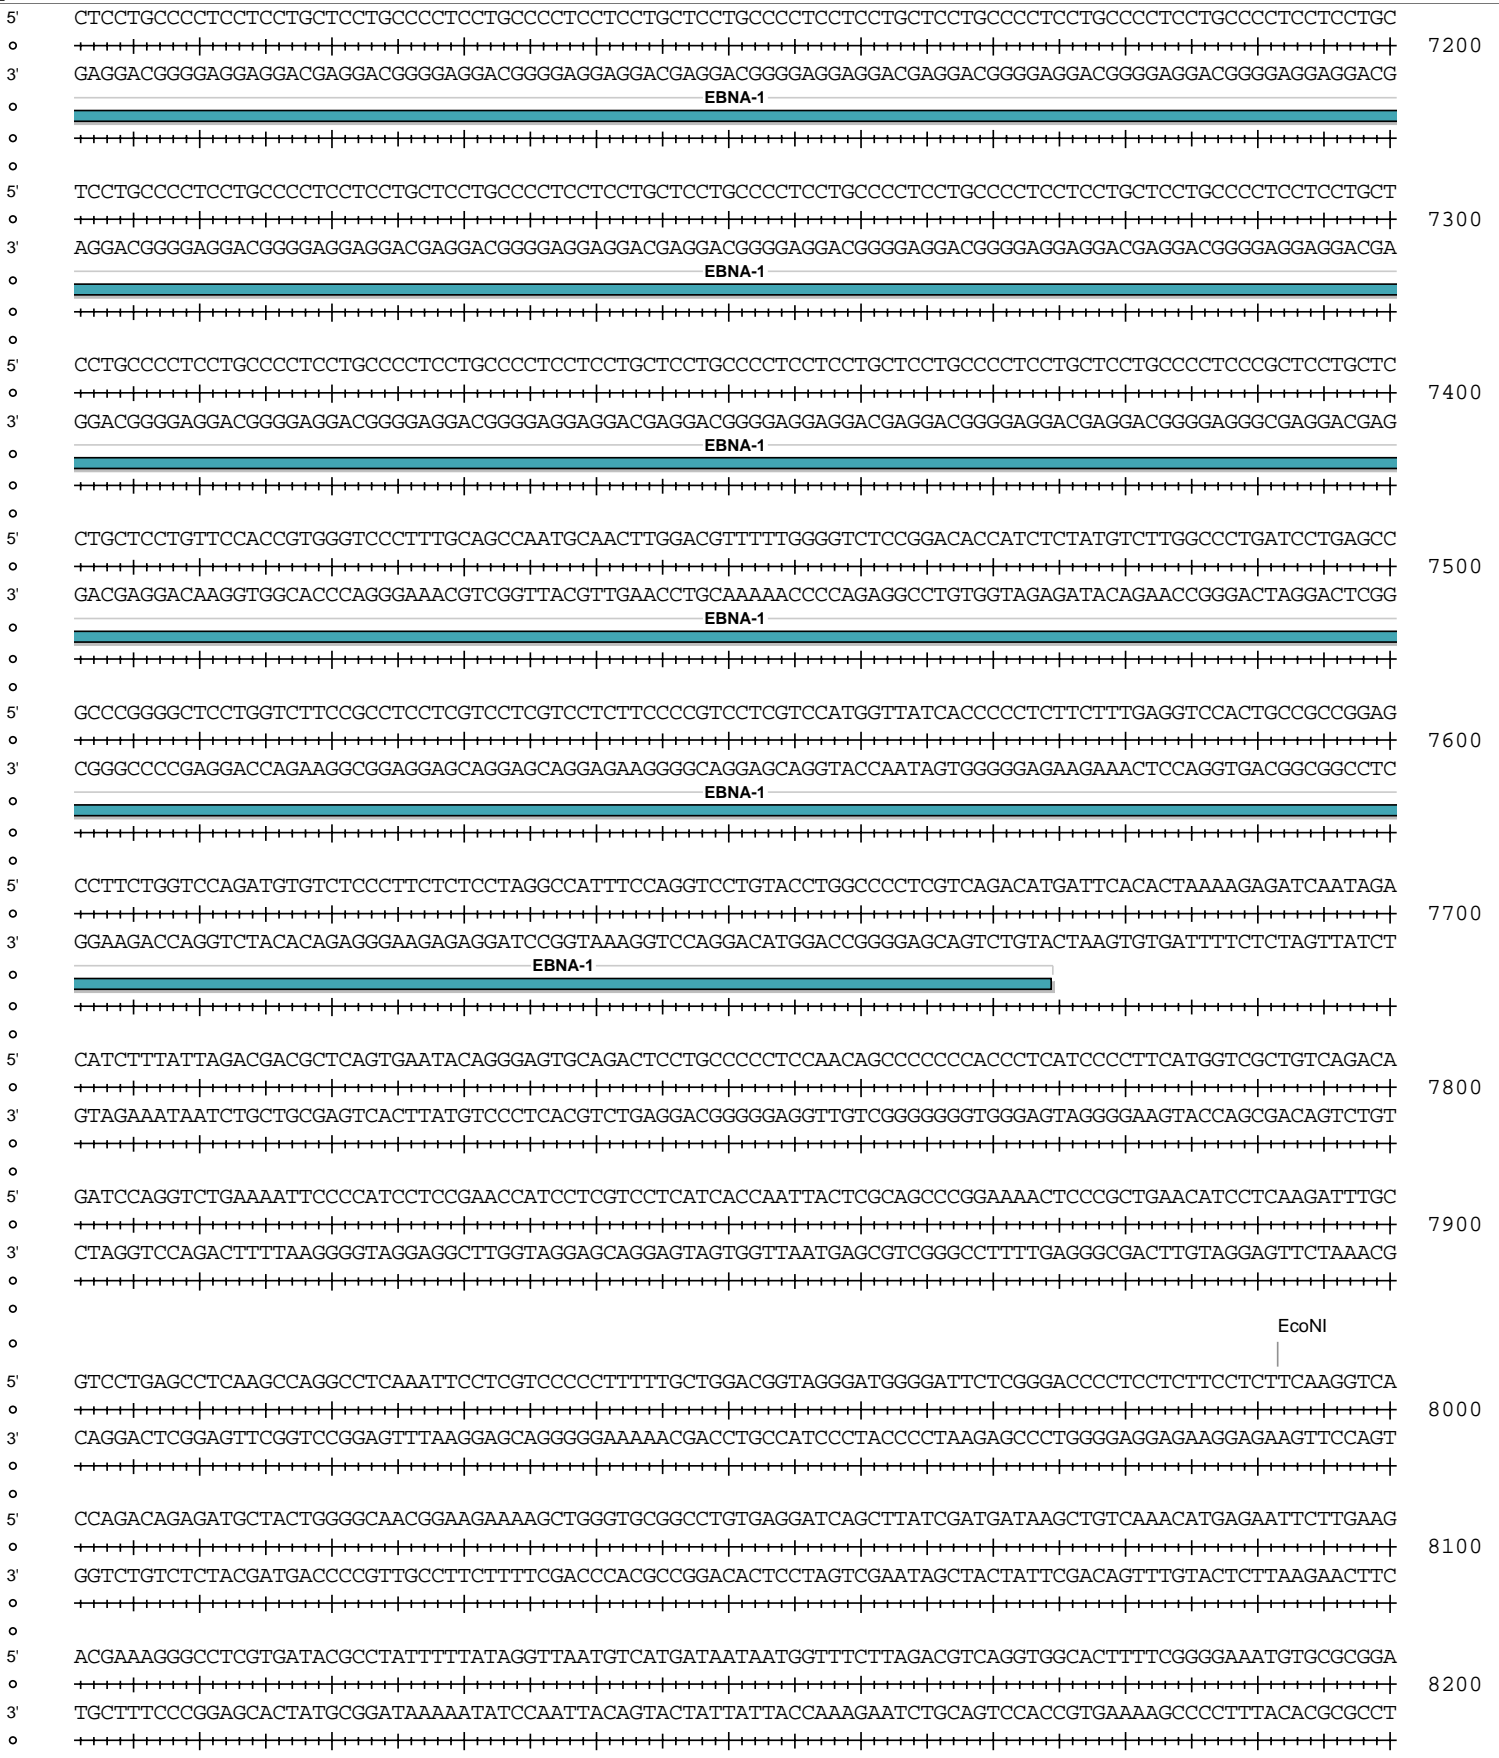 5' CTCCTGCCCCTCCTCCTGCTCCTGCCCCTCCTGCCCCTCCTCCTGCTCCTGCCCCTCCTCCTGCTCCTGCCCCTCCTGCCCCTCCTGCCCCTCCTCCTGC
7200
3' GAGGACGGGGAGGAGGACGAGGACGGGGAGGACGGGGAGGAGGACGAGGACGGGGAGGAGGACGAGGACGGGGAGGACGGGGAGGACGGGGAGGAGGACG
EBNA-1
5' TCCTGCCCCTCCTGCCCCTCCTCCTGCTCCTGCCCCTCCTCCTGCTCCTGCCCCTCCTGCCCCTCCTGCCCCTCCTCCTGCTCCTGCCCCTCCTCCTGCT
7300
3' AGGACGGGGAGGACGGGGAGGAGGACGAGGACGGGGAGGAGGACGAGGACGGGGAGGACGGGGAGGACGGGGAGGAGGACGAGGACGGGGAGGAGGACGA
EBNA-1
5' CCTGCCCCTCCTGCCCCTCCTGCCCCTCCTGCCCCTCCTCCTGCTCCTGCCCCTCCTCCTGCTCCTGCCCCTCCTGCTCCTGCCCCTCCCGCTCCTGCTC
7400
3' GGACGGGGAGGACGGGGAGGACGGGGAGGACGGGGAGGAGGACGAGGACGGGGAGGAGGACGAGGACGGGGAGGACGAGGACGGGGAGGGCGAGGACGAG
EBNA-1
5' CTGCTCCTGTTCCACCGTGGGTCCCTTTGCAGCCAATGCAACTTGGACGTTTTTGGGGTCTCCGGACACCATCTCTATGTCTTGGCCCTGATCCTGAGCC
7500
3' GACGAGGACAAGGTGGCACCCAGGGAAACGTCGGTTACGTTGAACCTGCAAAAACCCCAGAGGCCTGTGGTAGAGATACAGAACCGGGACTAGGACTCGG
EBNA-1
5' GCCCGGGGCTCCTGGTCTTCCGCCTCCTCGTCCTCGTCCTCTTCCCCGTCCTCGTCCATGGTTATCACCCCCTCTTCTTTGAGGTCCACTGCCGCCGGAG
7600
3' CGGGCCCCGAGGACCAGAAGGCGGAGGAGCAGGAGCAGGAGAAGGGGCAGGAGCAGGTACCAATAGTGGGGGAGAAGAAACTCCAGGTGACGGCGGCCTC
EBNA-1
5' CCTTCTGGTCCAGATGTGTCTCCCTTCTCTCCTAGGCCATTTCCAGGTCCTGTACCTGGCCCCTCGTCAGACATGATTCACACTAAAAGAGATCAATAGA
7700
3' GGAAGACCAGGTCTACACAGAGGGAAGAGAGGATCCGGTAAAGGTCCAGGACATGGACCGGGGAGCAGTCTGTACTAAGTGTGATTTTCTCTAGTTATCT
EBNA-1
5' CATCTTTATTAGACGACGCTCAGTGAATACAGGGAGTGCAGACTCCTGCCCCCTCCAACAGCCCCCCCACCCTCATCCCCTTCATGGTCGCTGTCAGACA
7800
3' GTAGAAATAATCTGCTGCGAGTCACTTATGTCCCTCACGTCTGAGGACGGGGGAGGTTGTCGGGGGGGTGGGAGTAGGGGAAGTACCAGCGACAGTCTGT
5' GATCCAGGTCTGAAAATTCCCCATCCTCCGAACCATCCTCGTCCTCATCACCAATTACTCGCAGCCCGGAAAACTCCCGCTGAACATCCTCAAGATTTGC
7900
3' CTAGGTCCAGACTTTTAAGGGGTAGGAGGCTTGGTAGGAGCAGGAGTAGTGGTTAATGAGCGTCGGGCCTTTTGAGGGCGACTTGTAGGAGTTCTAAACG
EcoNI
5' GTCCTGAGCCTCAAGCCAGGCCTCAAATTCCTCGTCCCCCTTTTTGCTGGACGGTAGGGATGGGGATTCTCGGGACCCCTCCTCTTCCTCTTCAAGGTCA
8000
3' CAGGACTCGGAGTTCGGTCCGGAGTTTAAGGAGCAGGGGGAAAAACGACCTGCCATCCCTACCCCTAAGAGCCCTGGGGAGGAGAAGGAGAAGTTCCAGT
5' CCAGACAGAGATGCTACTGGGGCAACGGAAGAAAAGCTGGGTGCGGCCTGTGAGGATCAGCTTATCGATGATAAGCTGTCAAACATGAGAATTCTTGAAG
8100
3' GGTCTGTCTCTACGATGACCCCGTTGCCTTCTTTTCGACCCACGCCGGACACTCCTAGTCGAATAGCTACTATTCGACAGTTTGTACTCTTAAGAACTTC
5' ACGAAAGGGCCTCGTGATACGCCTATTTTTATAGGTTAATGTCATGATAATAATGGTTTCTTAGACGTCAGGTGGCACTTTTCGGGGAAATGTGCGCGGA
8200
3' TGCTTTCCCGGAGCACTATGCGGATAAAAATATCCAATTACAGTACTATTATTACCAAAGAATCTGCAGTCCACCGTGAAAAGCCCCTTTACACGCGCCT